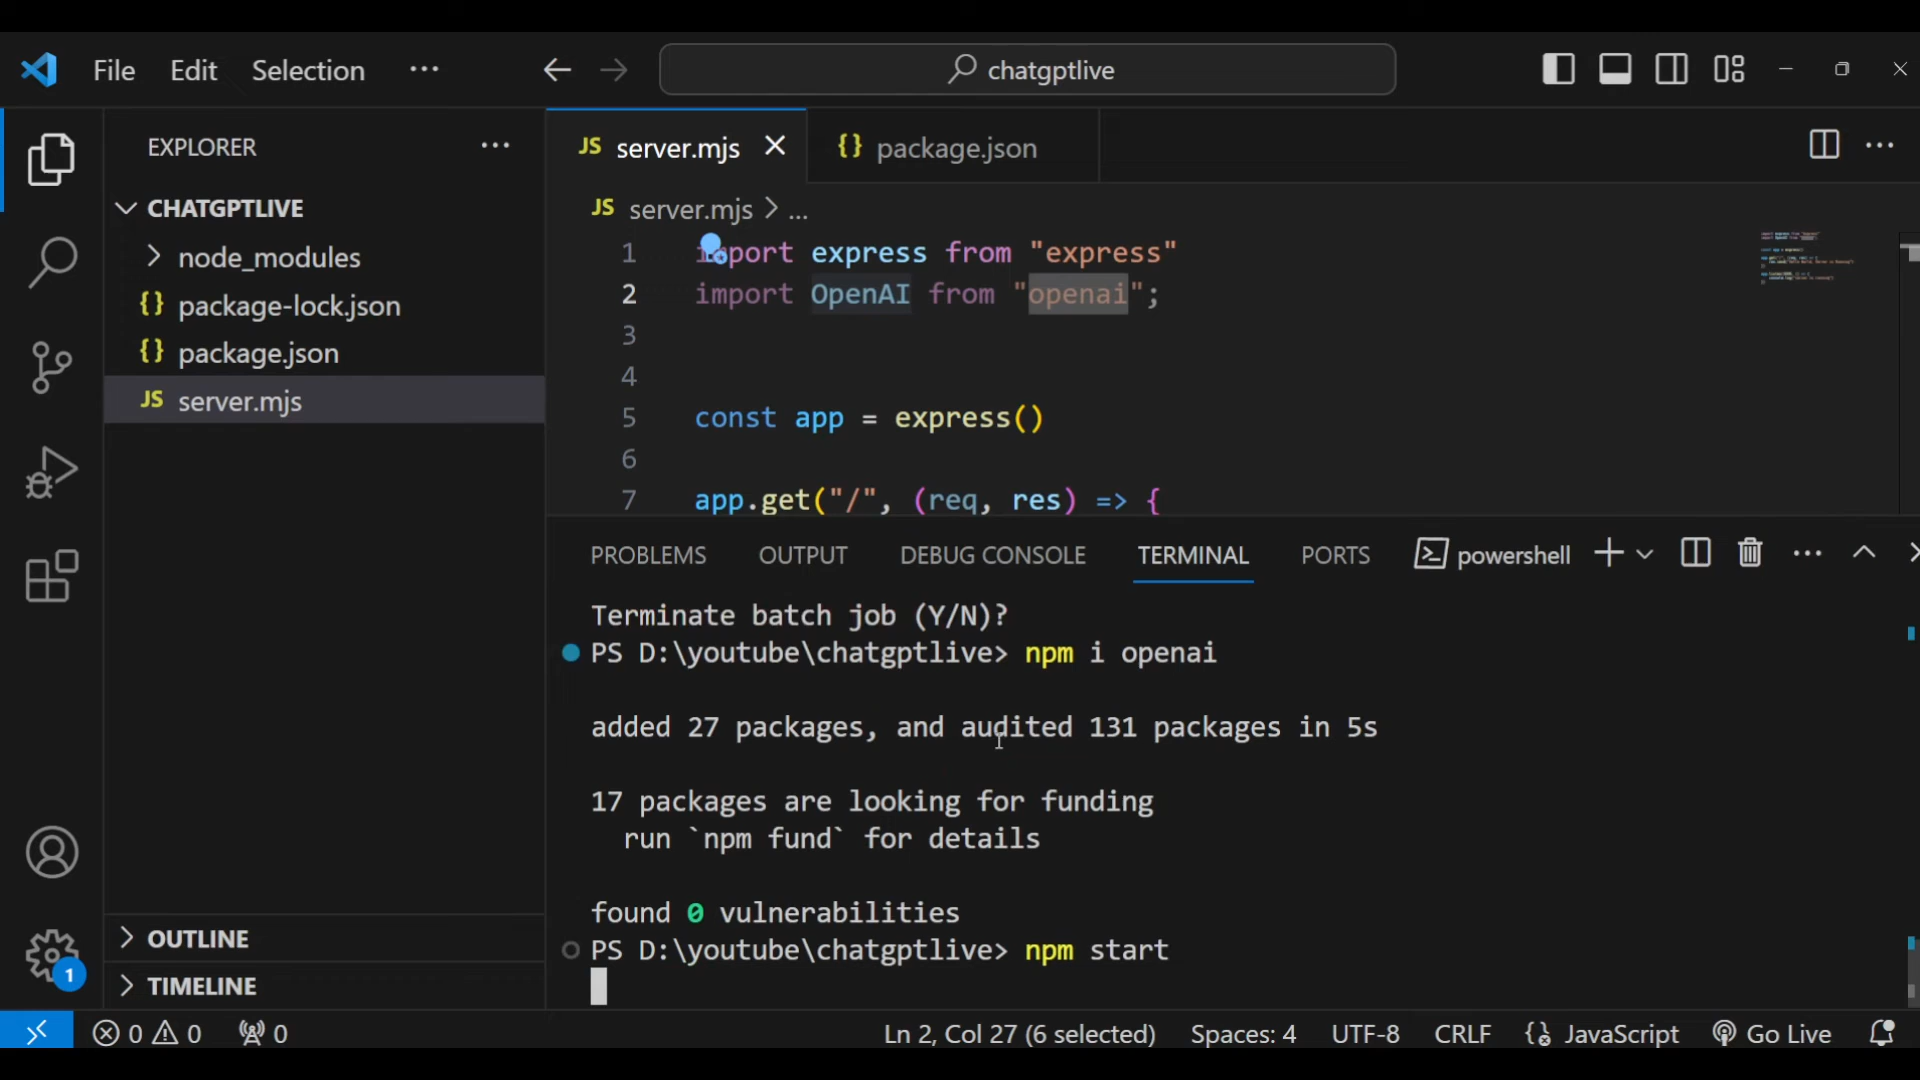 File Edit Selection ··· chatgptlive
EXPLORER ···
CHATGPTLIVE
node_modules
{} package-lock.json
{} package.json
JS server.mjs
OUTLINE
TIMELINE
JS server.mjs
{} package.json
JS server.mjs > ...
1 import express from "express"
2 import OpenAI from "openai";
3
4
5 const app = express()
6
7 app.get("/", (req, res) => {
PROBLEMS OUTPUT DEBUG CONSOLE TERMINAL PORTS powershell
Terminate batch job (Y/N)?
PS D:\youtube\chatgptlive> npm i openai
added 27 packages, and audited 131 packages in 5s
17 packages are looking for funding
run `npm fund` for details
found 0 vulnerabilities
PS D:\youtube\chatgptlive> npm start
1
0 0 0 Ln 2, Col 27 (6 selected) Spaces: 4 UTF-8 CRLF {} JavaScript Go Live